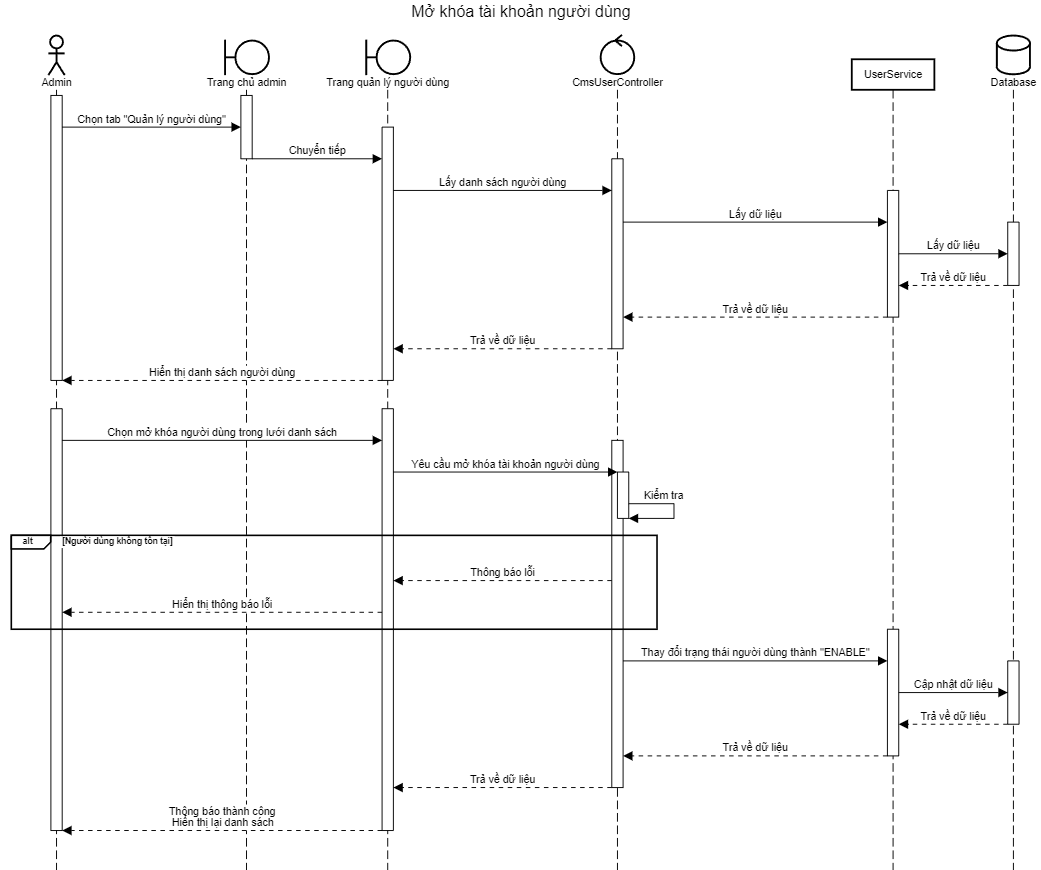 Mở khóa tài khoản người dùng
Admin
Trang chủ admin
Trang quản lý người dùng
CmsUserController
UserService
Database
Chọn tab "Quản lý người dùng"
Chuyển tiếp
Lấy danh sách người dùng
Lấy dữ liệu
Lấy dữ liệu
Trả về dữ liệu
Trả về dữ liệu
Trả về dữ liệu
Hiển thị danh sách người dùng
Chọn mở khóa người dùng trong lưới danh sách
Yêu cầu mở khóa tài khoản người dùng
Kiểm tra
alt
[Người dùng không tồn tại]
Thông báo lỗi
Hiển thị thông báo lỗi
Thay đổi trạng thái người dùng thành "ENABLE"
Cập nhật dữ liệu
Trả về dữ liệu
Trả về dữ liệu
Trả về dữ liệu
Thông báo thành công
Hiển thị lại danh sách